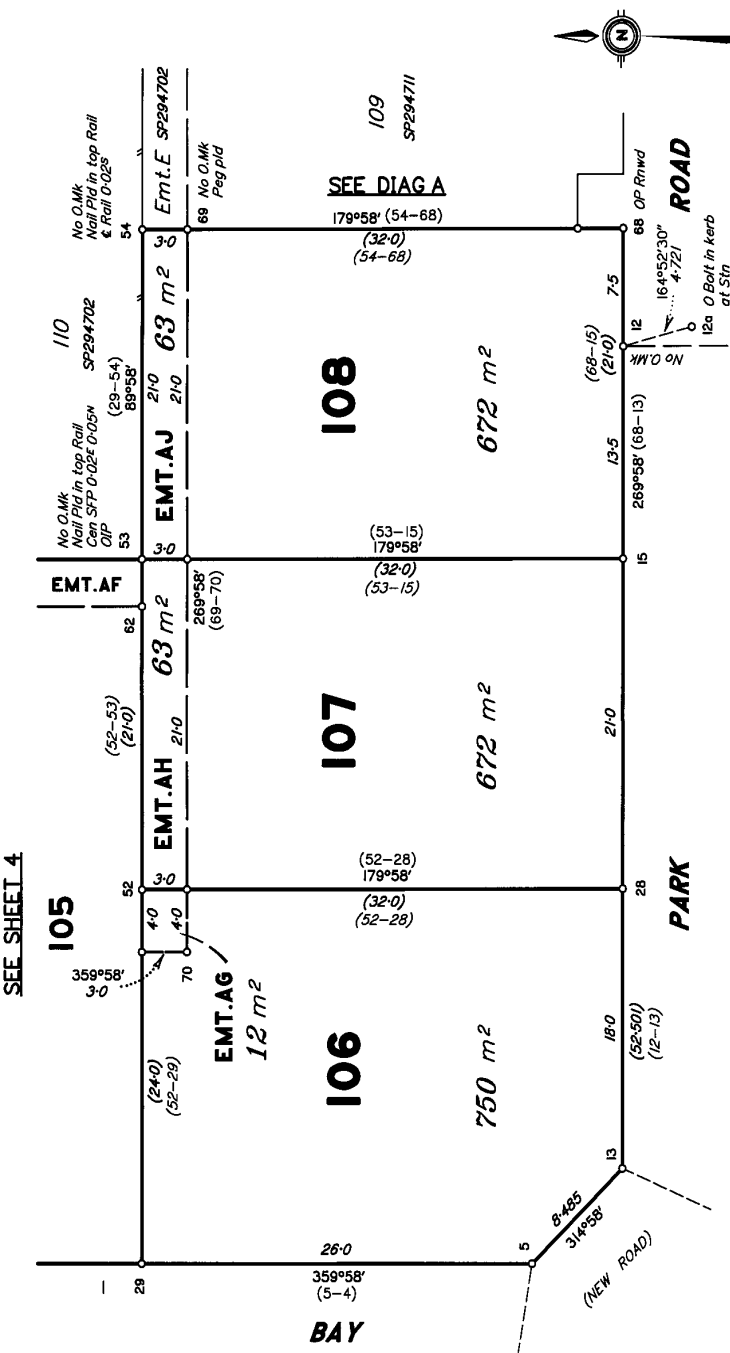 SEE SHEET 4
105
110
SP294702
No O.Mk
Nail Pld in top Rail
Cen SFP 0·02E 0·05N
OIP
No O.Mk
Nail Pld in top Rail
₵ Rail 0·02S
EMT.AF
Emt.E SP294702
1
29
(24·0)
(52-29)
52
(52-53)
(21·0)
62
53
(29-54)
89°58'
54
359°58'
3·0
4·0
4·0
70
EMT.AG
12 m²
3·0
EMT.AH
63 m²
21·0
3·0
EMT.AJ
63 m²
21·0
21·0
3·0
69 No O.Mk
Peg pld
269°58'
(69-70)
109
SP294711
SEE DIAG A
106
750 m²
107
672 m²
108
672 m²
(52-28)
179°58'
(32·0)
(52-28)
(53-15)
179°58'
(32·0)
(53-15)
179°58' (54-68)
(32·0)
(54-68)
26·0
359°58'
(5-4)
BAY
5
8·485
314°58'
(NEW ROAD)
13
18·0
(52·501)
(12-13)
28
21·0
15
13·5
269°58' (68-13)
(68-15)
(21·0)
12
7·5
68 OP Rnwd
No O.Mk
164°52'30"
4·721
12a O Bolt in kerb
at Stn
PARK
ROAD
N